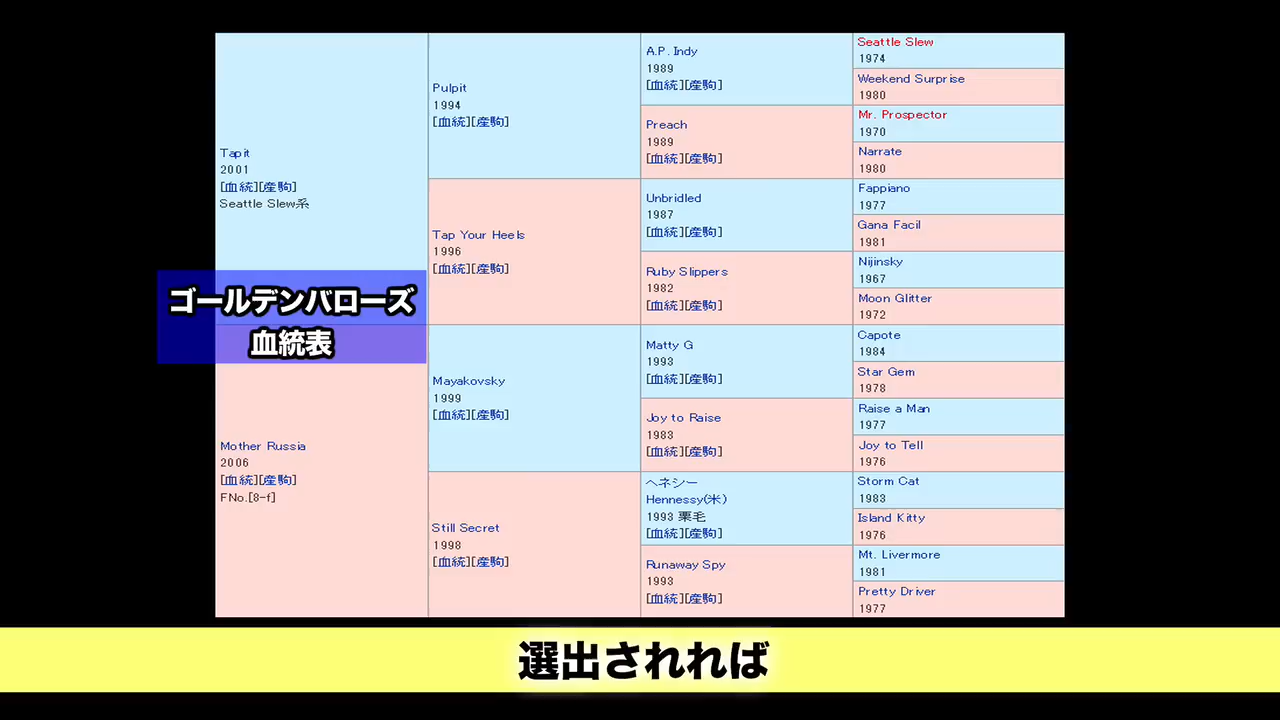 Tapit
2001
[血統][産駒]
Seattle Slew系
ゴールデンバローズ
血統表
Mother Russia
2006
[血統][産駒]
FNo.[8-f]
Pulpit
1994
[血統][産駒]
Tap Your Heels
1996
[血統][産駒]
Mayakovsky
1999
[血統][産駒]
Still Secret
1998
[血統][産駒]
A.P. Indy
1989
[血統][産駒]
Preach
1989
[血統][産駒]
Unbridled
1987
[血統][産駒]
Ruby Slippers
1982
[血統][産駒]
Matty G
1993
[血統][産駒]
Joy to Raise
1983
[血統][産駒]
ヘネシー
Hennessy(米)
1993 栗毛
[血統][産駒]
Runaway Spy
1993
[血統][産駒]
Seattle Slew
1974
Weekend Surprise
1980
Mr. Prospector
1970
Narrate
1980
Fappiano
1977
Gana Facil
1981
Nijinsky
1967
Moon Glitter
1972
Capote
1984
Star Gem
1978
Raise a Man
1977
Joy to Tell
1976
Storm Cat
1983
Island Kitty
1976
Mt. Livermore
1981
Pretty Driver
1977
選出されれば